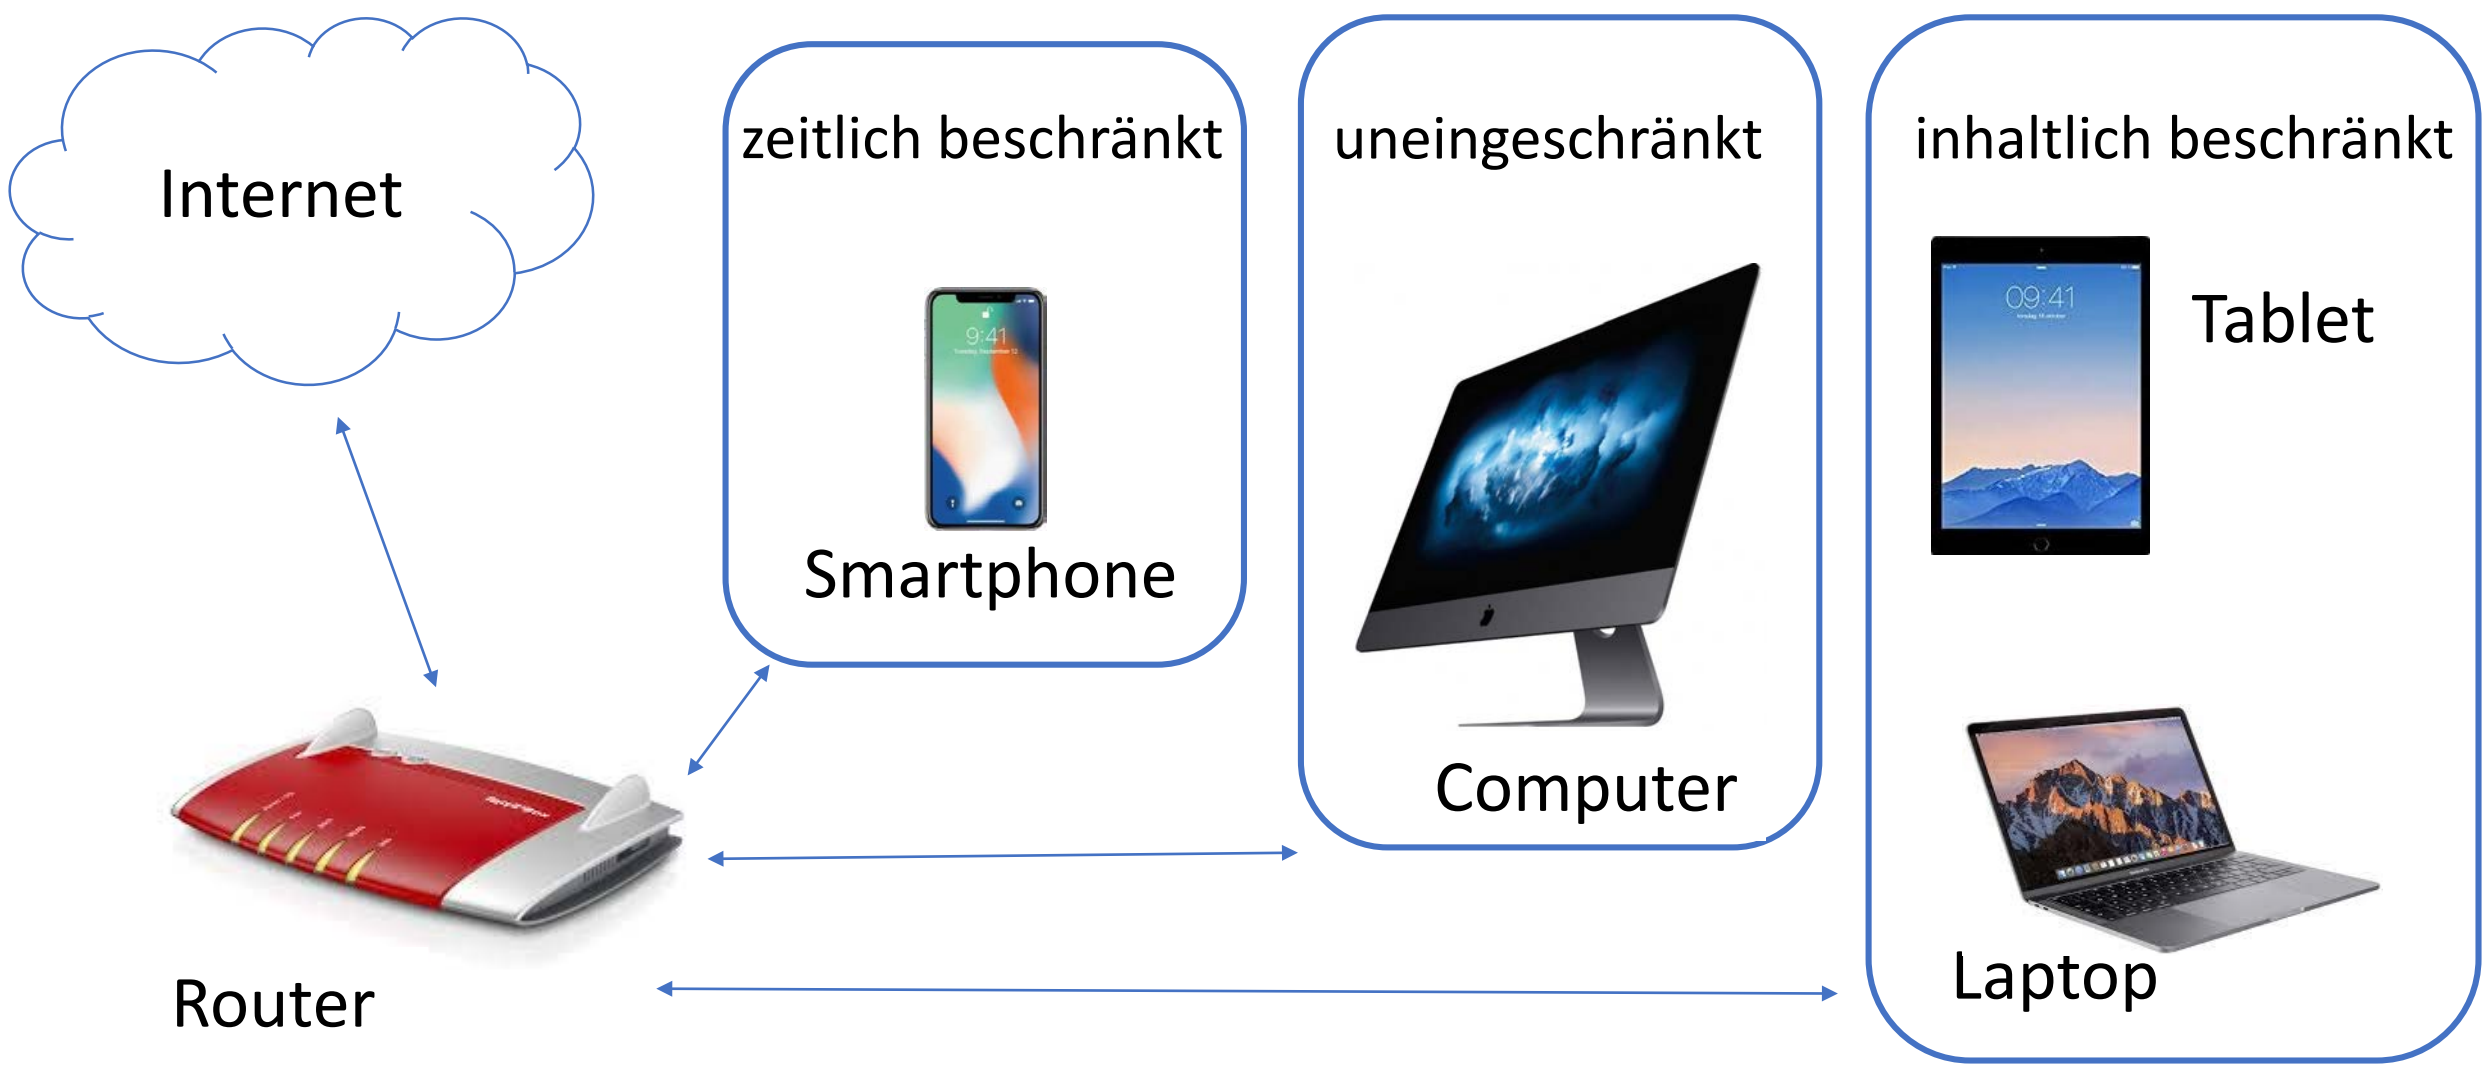 Internet
zeitlich beschränkt
uneingeschränkt
inhaltlich beschränkt
9:41
09:41
Tablet
Smartphone
Computer
Router
Laptop